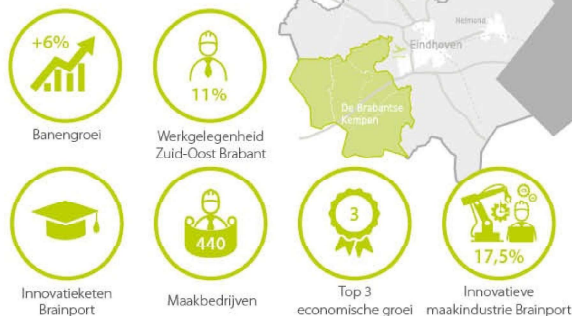 +6%
Banengroei
11%
Werkgelegenheid
Zuid-Oost Brabant
Helmond
Eindhoven
De Brabantse
Kempen
Innovatieketen
Brainport
440
Maakbedrijven
3
Top 3
economische groei
17,5%
Innovatieve
maakindustrie Brainport